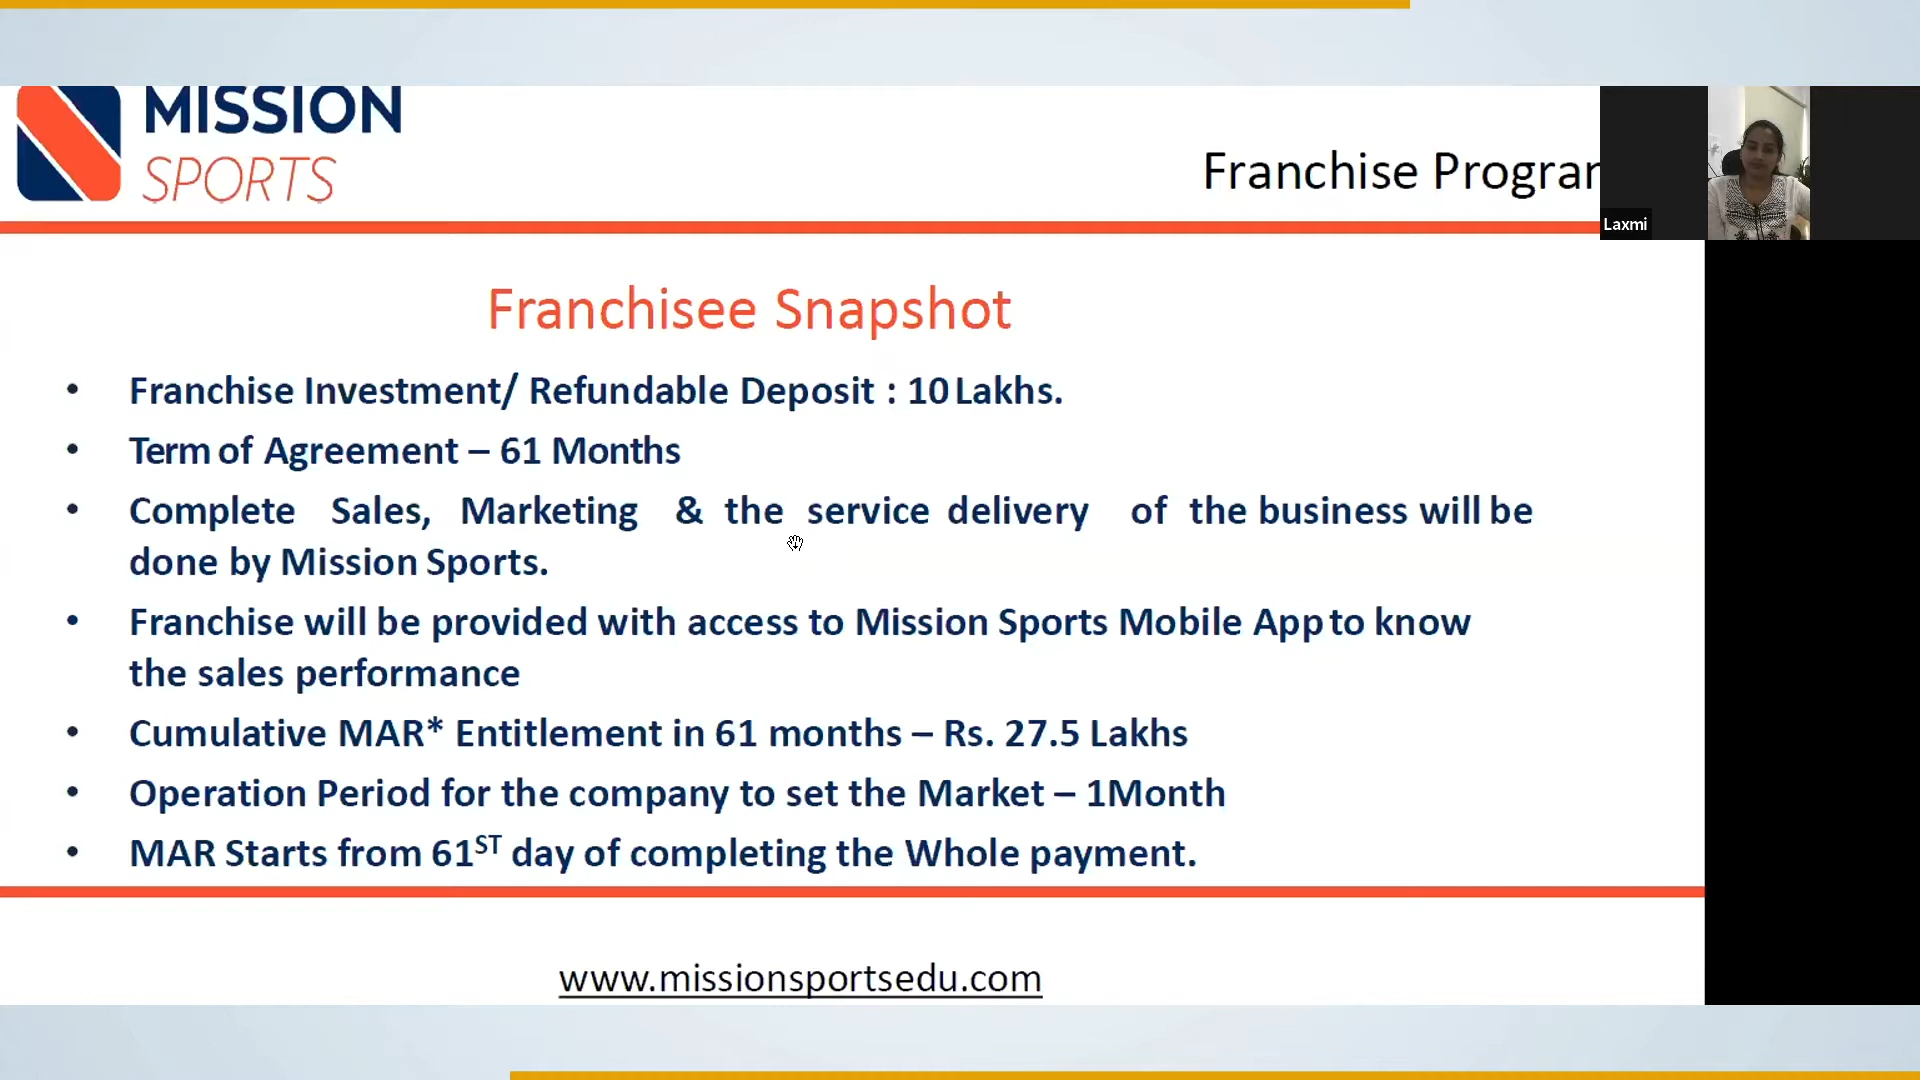 MISSION
SPORTS
Franchise Progra
Laxmi
Franchisee Snapshot
• Franchise Investment/ Refundable Deposit : 10 Lakhs.
• Term of Agreement – 61 Months
• Complete Sales, Marketing & the service delivery of the business will be
done by Mission Sports.
• Franchise will be provided with access to Mission Sports Mobile App to know
the sales performance
• Cumulative MAR* Entitlement in 61 months – Rs. 27.5 Lakhs
• Operation Period for the company to set the Market – 1Month
• MAR Starts from 61ST day of completing the Whole payment.
www.missionsportsedu.com